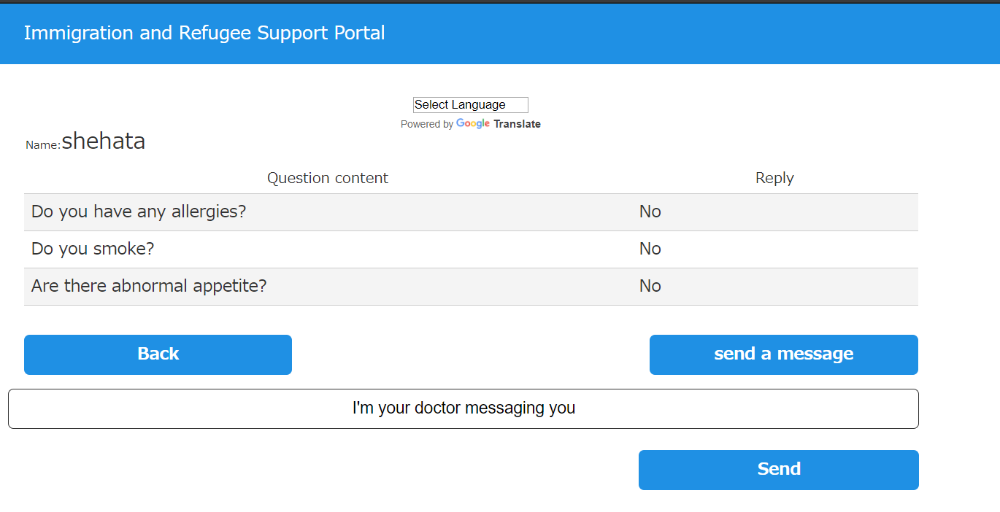 Immigration and Refugee Support Portal
Select Language
Powered by Google Translate
Name:shehata
Question content Reply
Do you have any allergies? No
Do you smoke? No
Are there abnormal appetite? No
Back send a message
I'm your doctor messaging you
Send